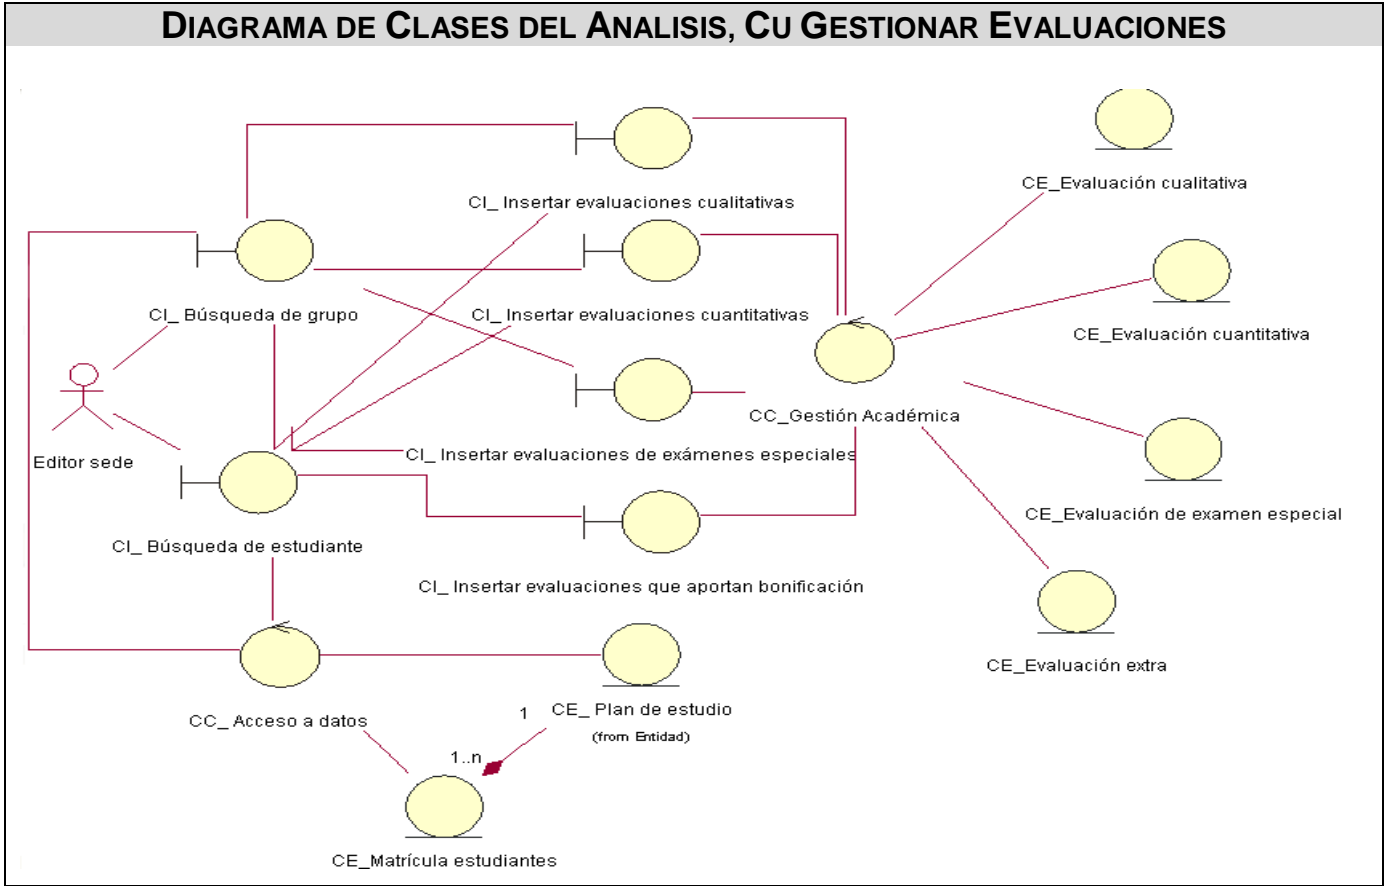 DIAGRAMA DE CLASES DEL ANALISIS, CU GESTIONAR EVALUACIONES
CE_Evaluación cualitativa
CI_ Insertar evaluaciones cualitativas
CI_ Búsqueda de grupo
CI_ Insertar evaluaciones cuantitativas
CE_Evaluación cuantitativa
CC_Gestión Académica
Editor sede
CI_ Insertar evaluaciones de exámenes especiales
CE_Evaluación de examen especial
CI_ Búsqueda de estudiante
CI_ Insertar evaluaciones que aportan bonificación
CE_Evaluación extra
CC_ Acceso a datos
1
CE_ Plan de estudio
(from Entidad)
1..n
CE_Matrícula estudiantes